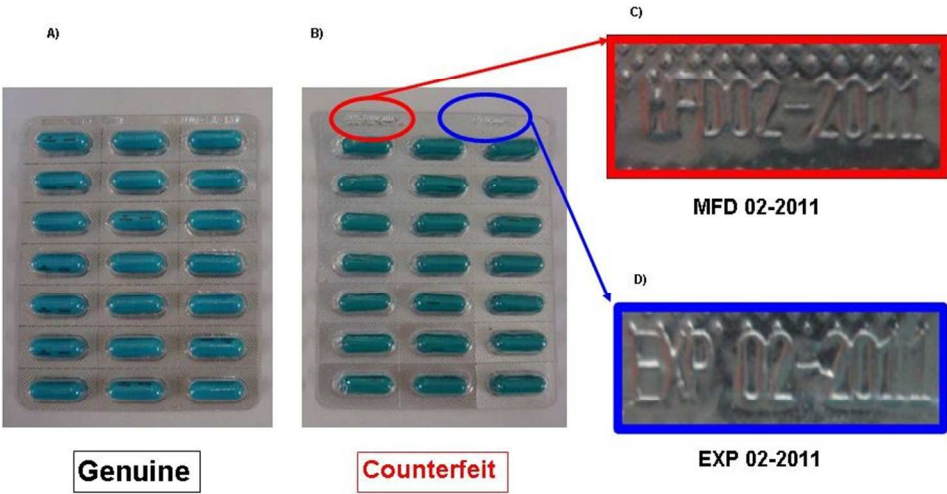 A)
B)
C)
MFD 02-2011
MFD 02-2011
D)
EXP 02-2011
EXP 02-2011
Genuine
Counterfeit